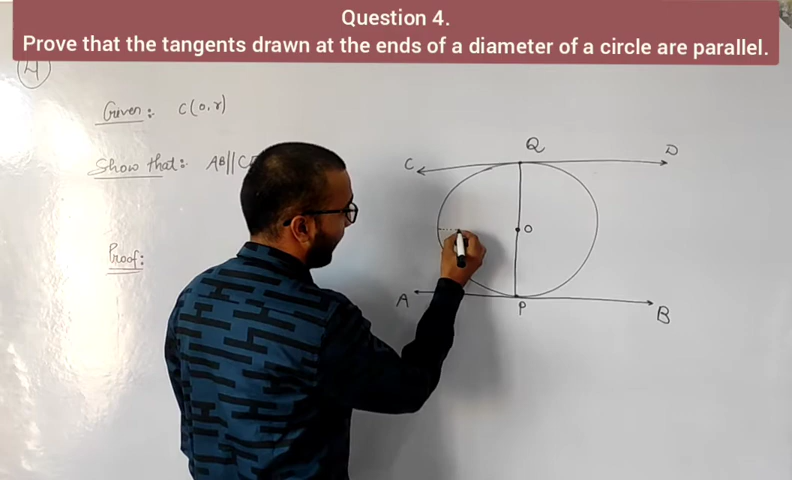 Question 4.
Prove that the tangents drawn at the ends of a diameter of a circle are parallel.
4
Given: C(O,r)
Show that: AB||C
Proof:
Q
C
D
O
A
P
B